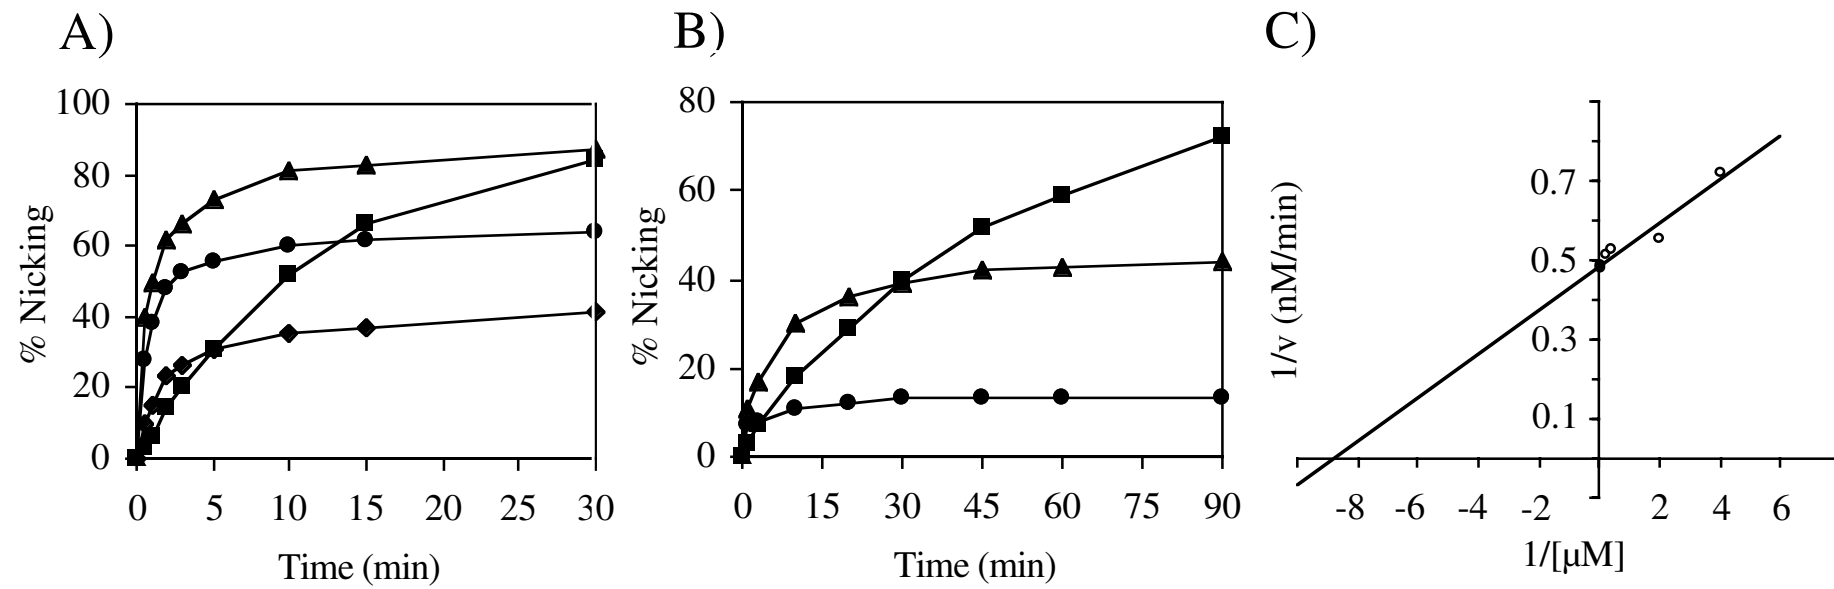 A)
B)
C)
100
80
60
40
20
0
% Nicking
0 5 10 15 20 25 30
Time (min)
80
60
40
20
0
% Nicking
0 15 30 45 60 75 90
Time (min)
0.7
0.5
0.3
0.1
1/v (nM/min)
-8 -6 -4 -2 2 4 6
1/[μM]